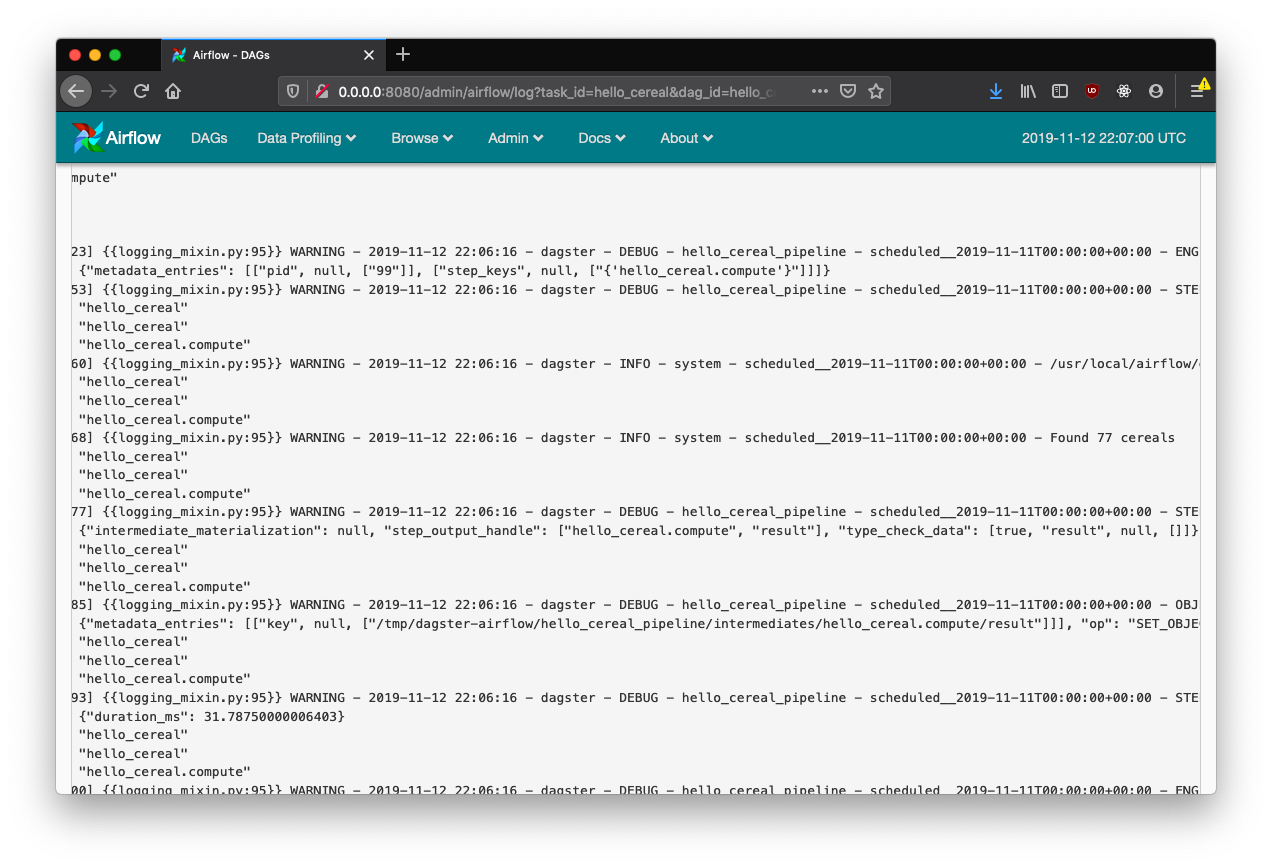 Airflow - DAGs
0.0.0.0:8080/admin/airflow/log?task_id=hello_cereal&dag_id=hello_c
Airflow DAGs Data Profiling Browse Admin Docs About 2019-11-12 22:07:00 UTC
mpute"
23] {{logging_mixin.py:95}} WARNING - 2019-11-12 22:06:16 - dagster - DEBUG - hello_cereal_pipeline - scheduled__2019-11-11T00:00:00+00:00 - ENG
{"metadata_entries": [["pid", null, ["99"]], ["step_keys", null, ["{'hello_cereal.compute'}"]]]}
53] {{logging_mixin.py:95}} WARNING - 2019-11-12 22:06:16 - dagster - DEBUG - hello_cereal_pipeline - scheduled__2019-11-11T00:00:00+00:00 - STE
"hello_cereal"
"hello_cereal"
"hello_cereal.compute"
60] {{logging_mixin.py:95}} WARNING - 2019-11-12 22:06:16 - dagster - INFO - system - scheduled__2019-11-11T00:00:00+00:00 - /usr/local/airflow/
"hello_cereal"
"hello_cereal"
"hello_cereal.compute"
68] {{logging_mixin.py:95}} WARNING - 2019-11-12 22:06:16 - dagster - INFO - system - scheduled__2019-11-11T00:00:00+00:00 - Found 77 cereals
"hello_cereal"
"hello_cereal"
"hello_cereal.compute"
77] {{logging_mixin.py:95}} WARNING - 2019-11-12 22:06:16 - dagster - DEBUG - hello_cereal_pipeline - scheduled__2019-11-11T00:00:00+00:00 - STE
{"intermediate_materialization": null, "step_output_handle": ["hello_cereal.compute", "result"], "type_check_data": [true, "result", null, []]}
"hello_cereal"
"hello_cereal"
"hello_cereal.compute"
85] {{logging_mixin.py:95}} WARNING - 2019-11-12 22:06:16 - dagster - DEBUG - hello_cereal_pipeline - scheduled__2019-11-11T00:00:00+00:00 - OBJ
{"metadata_entries": [["key", null, ["/tmp/dagster-airflow/hello_cereal_pipeline/intermediates/hello_cereal.compute/result"]]], "op": "SET_OBJE
"hello_cereal"
"hello_cereal"
"hello_cereal.compute"
93] {{logging_mixin.py:95}} WARNING - 2019-11-12 22:06:16 - dagster - DEBUG - hello_cereal_pipeline - scheduled__2019-11-11T00:00:00+00:00 - STE
{"duration_ms": 31.78750000006403}
"hello_cereal"
"hello_cereal"
"hello_cereal.compute"
00] {{logging_mixin.py:95}} WARNING - 2019-11-12 22:06:16 - dagster - DEBUG - hello_cereal_pipeline - scheduled__2019-11-11T00:00:00+00:00 - ENG